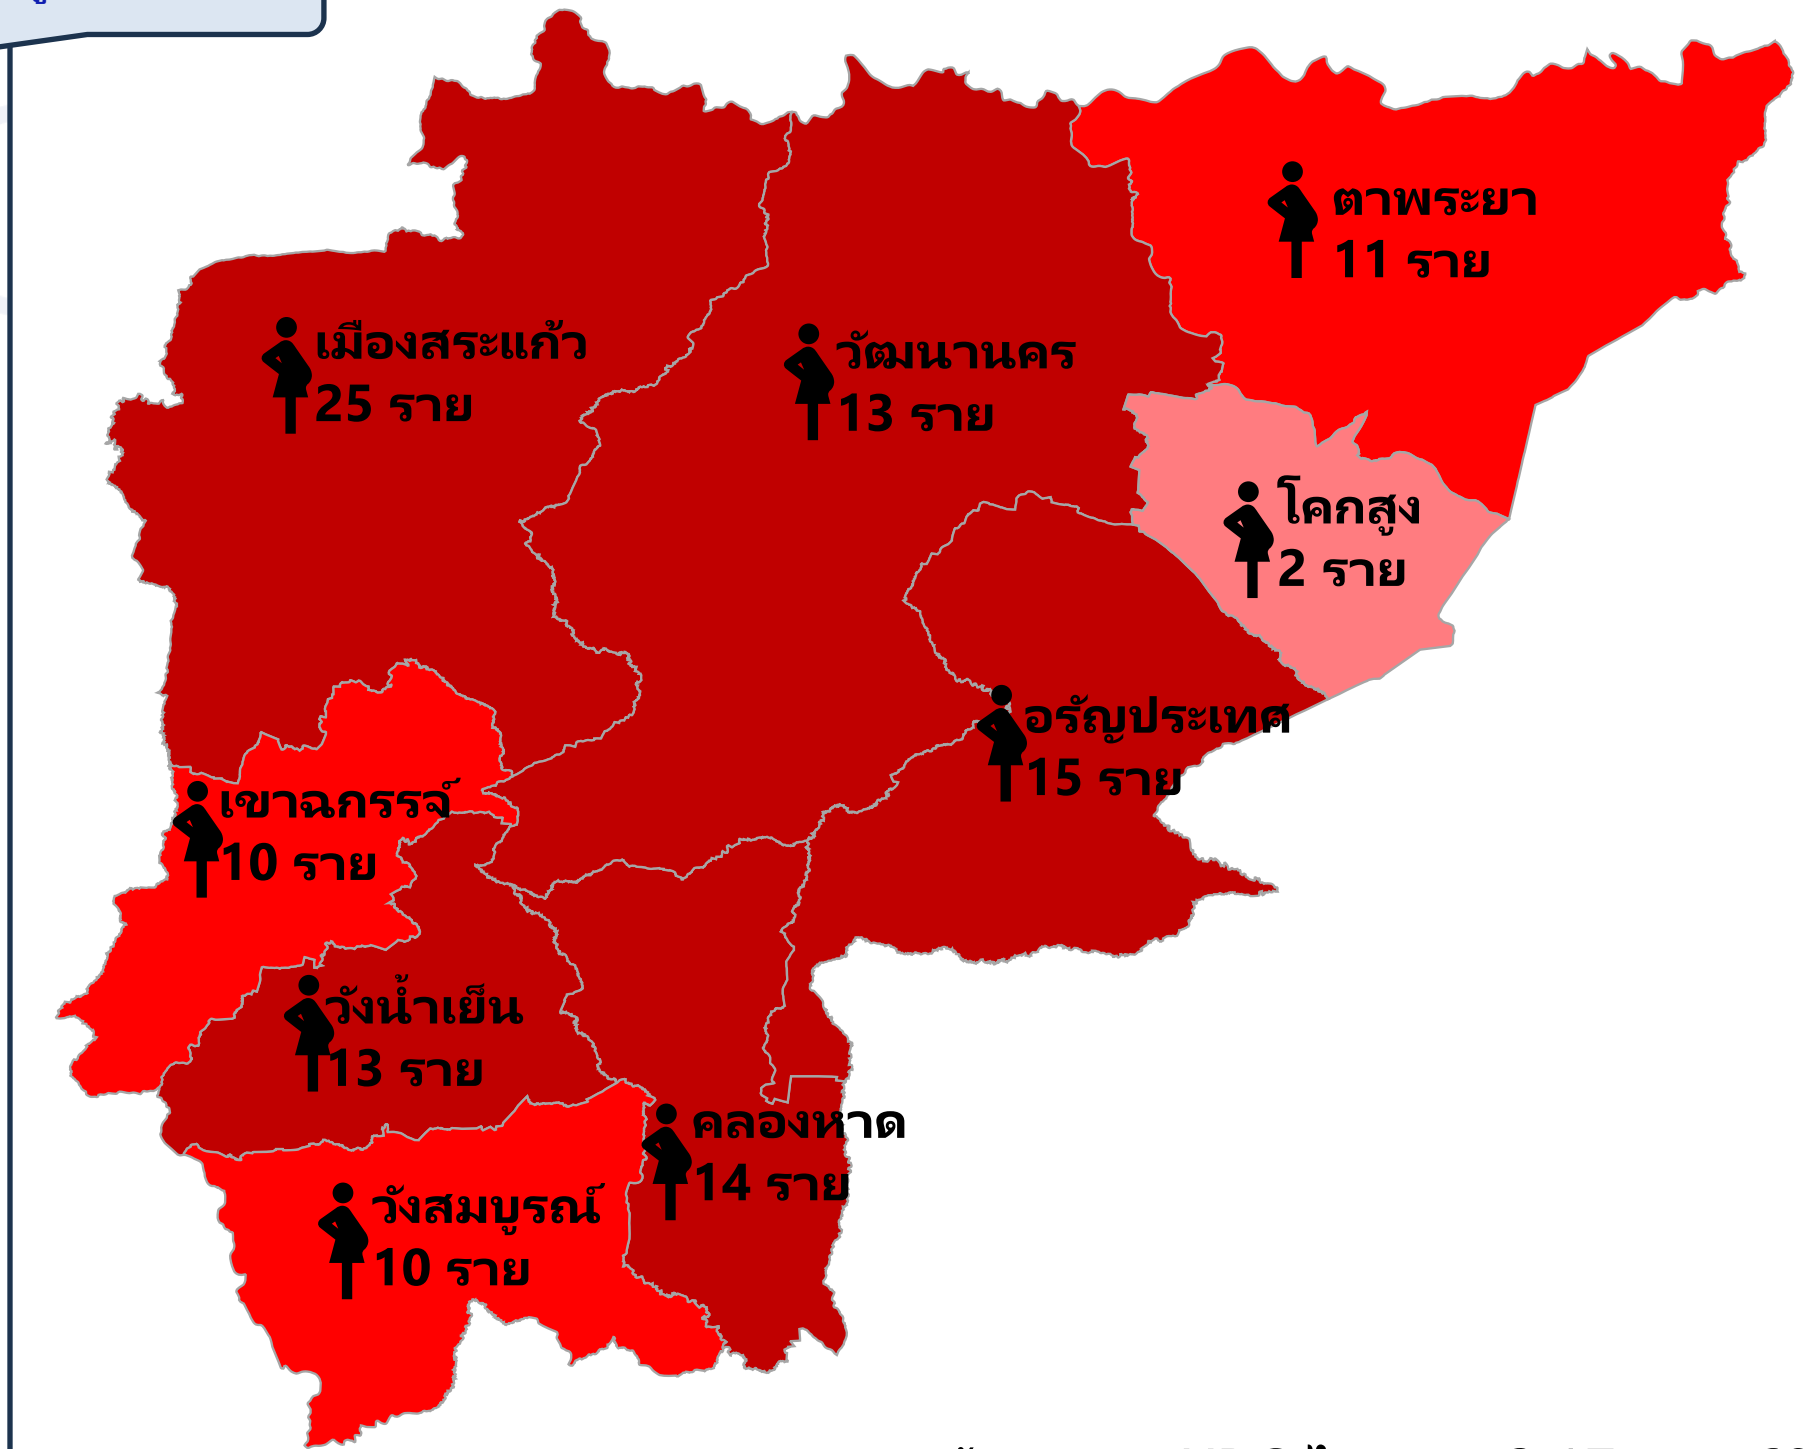 ตาพระยา
11 ราย
เมืองสระแก้ว
25 ราย
วัฒนานคร
13 ราย
โคกสูง
2 ราย
อรัญประเทศ
15 ราย
เขาฉกรรจ์
10 ราย
วังน้ำเย็น
13 ราย
คลองหาด
14 ราย
วังสมบูรณ์
10 ราย